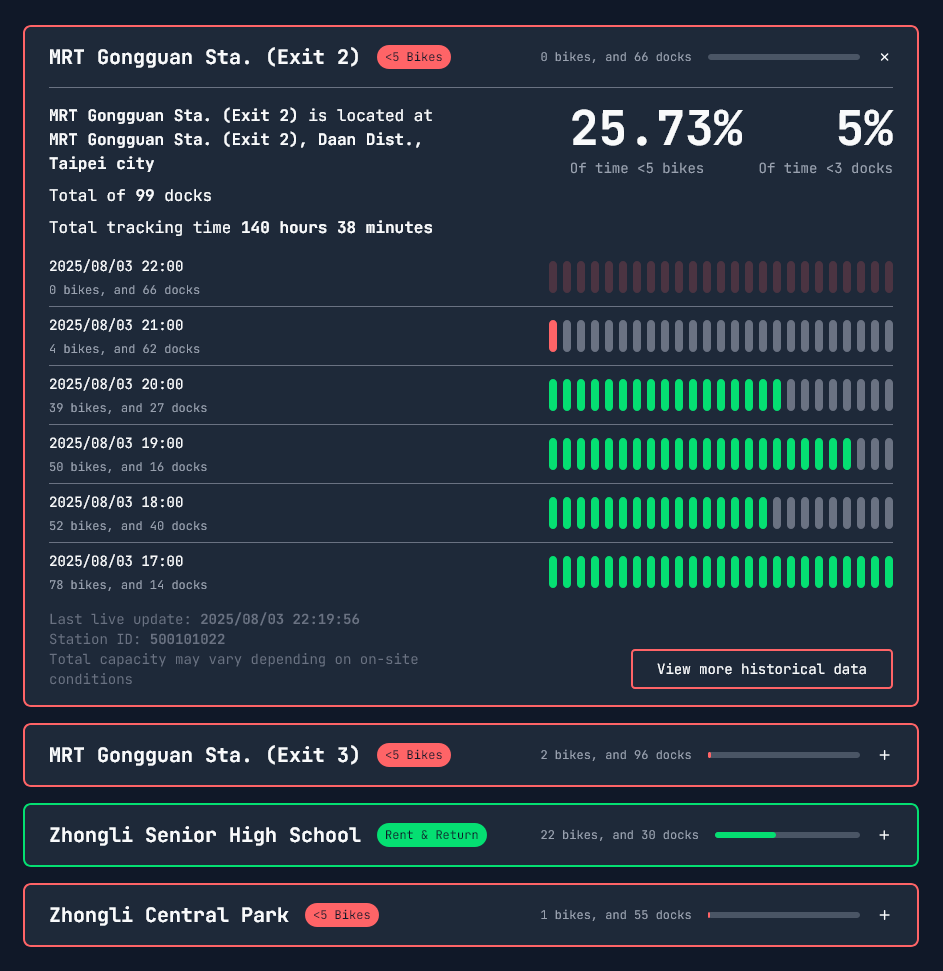 MRT Gongguan Sta. (Exit 2) <5 Bikes 0 bikes, and 66 docks ×
MRT Gongguan Sta. (Exit 2) is located at
MRT Gongguan Sta. (Exit 2), Daan Dist.,
Taipei city
Total of 99 docks
Total tracking time 140 hours 38 minutes
25.73% 5%
Of time <5 bikes Of time <3 docks
2025/08/03 22:00
0 bikes, and 66 docks
2025/08/03 21:00
4 bikes, and 62 docks
2025/08/03 20:00
39 bikes, and 27 docks
2025/08/03 19:00
50 bikes, and 16 docks
2025/08/03 18:00
52 bikes, and 40 docks
2025/08/03 17:00
78 bikes, and 14 docks
Last live update: 2025/08/03 22:19:56
Station ID: 500101022
Total capacity may vary depending on on-site
conditions
View more historical data
MRT Gongguan Sta. (Exit 3) <5 Bikes 2 bikes, and 96 docks +
Zhongli Senior High School Rent & Return 22 bikes, and 30 docks +
Zhongli Central Park <5 Bikes 1 bikes, and 55 docks +